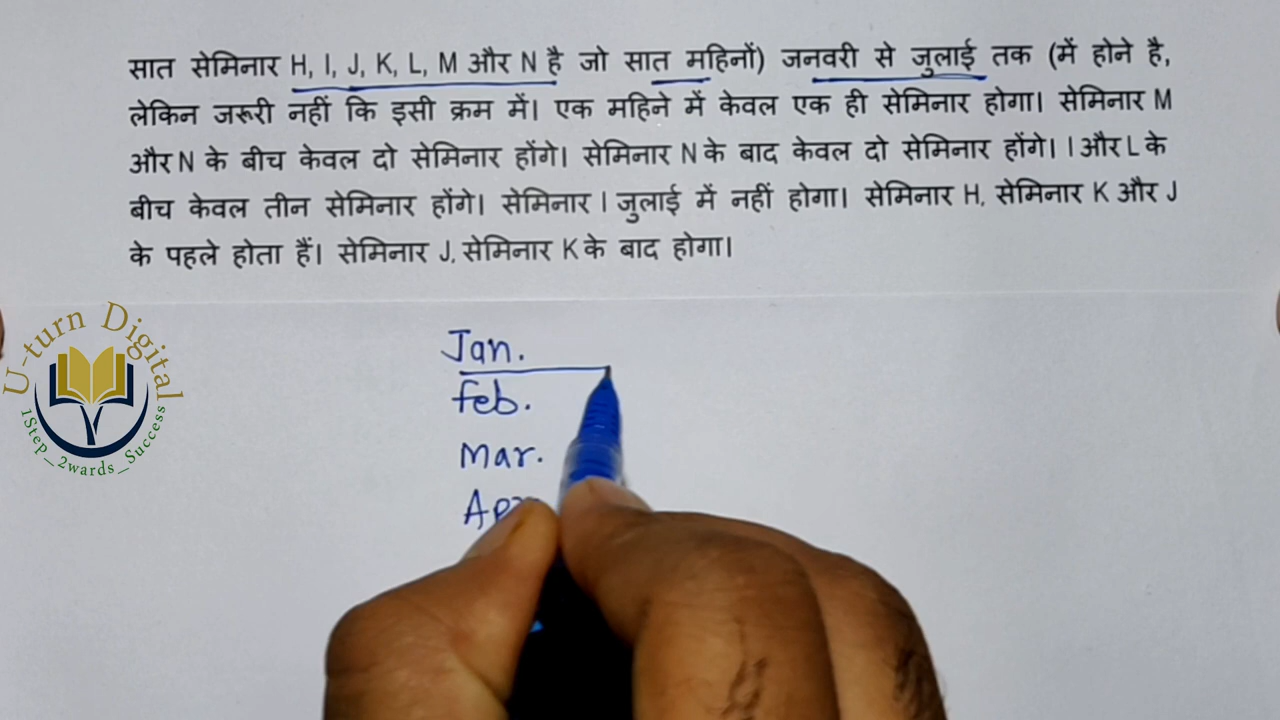 सात सेमिनार H, I, J, K, L, M और N है जो सात महिनों) जनवरी से जुलाई तक (में होने है,
लेकिन जरूरी नहीं कि इसी क्रम में। एक महिने में केवल एक ही सेमिनार होगा। सेमिनार M
और N के बीच केवल दो सेमिनार होंगे। सेमिनार N के बाद केवल दो सेमिनार होंगे। I और L के
बीच केवल तीन सेमिनार होंगे। सेमिनार I जुलाई में नहीं होगा। सेमिनार H, सेमिनार K और J
के पहले होता हैं। सेमिनार J, सेमिनार K के बाद होगा।
U-turn Digital
1Step_2wards_Success
Jan.
feb.
Mar.